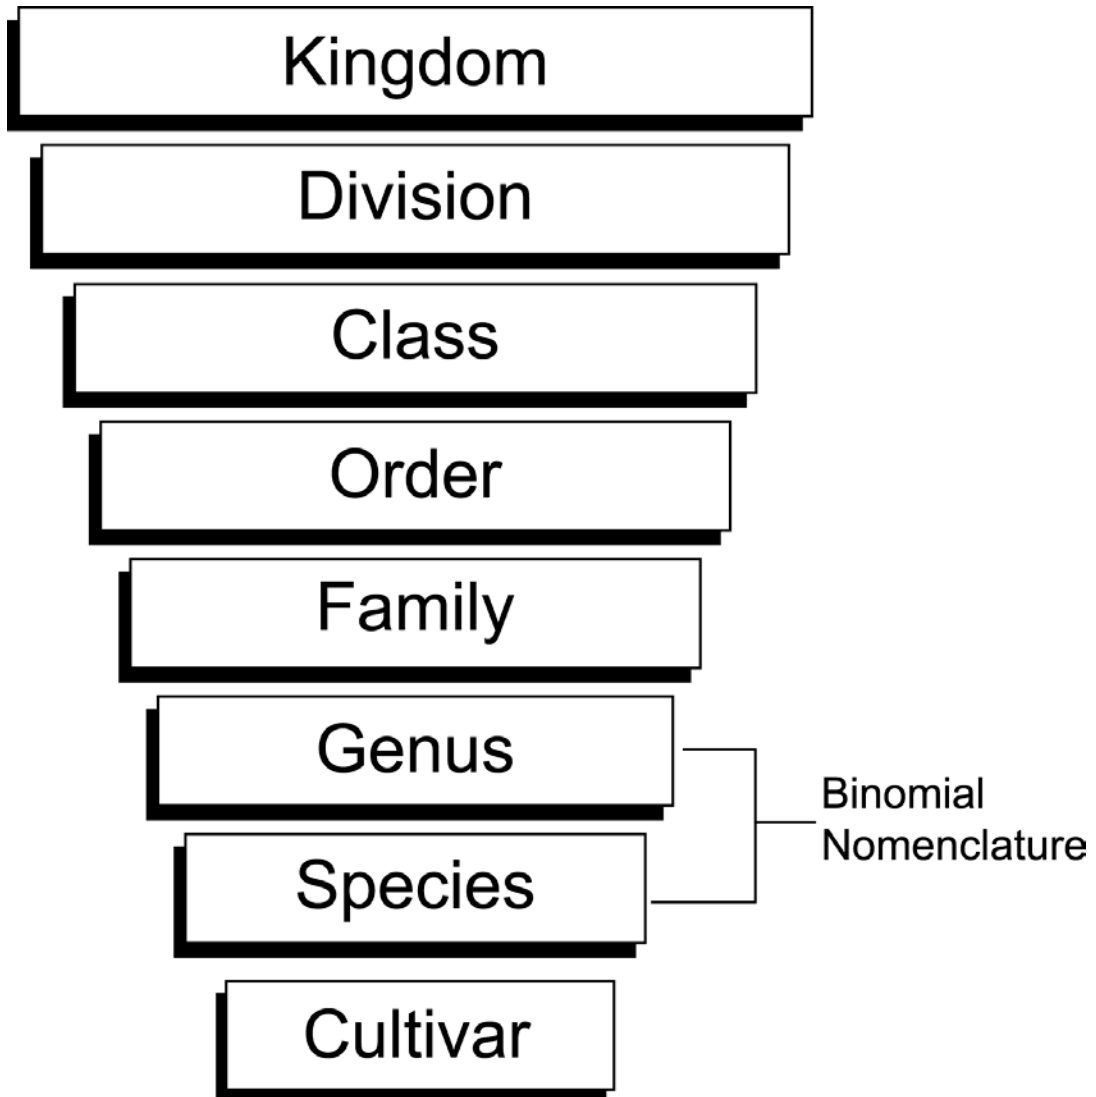 Kingdom
Division
Class
Order
Family
Genus
Species
Cultivar
Binomial
Nomenclature